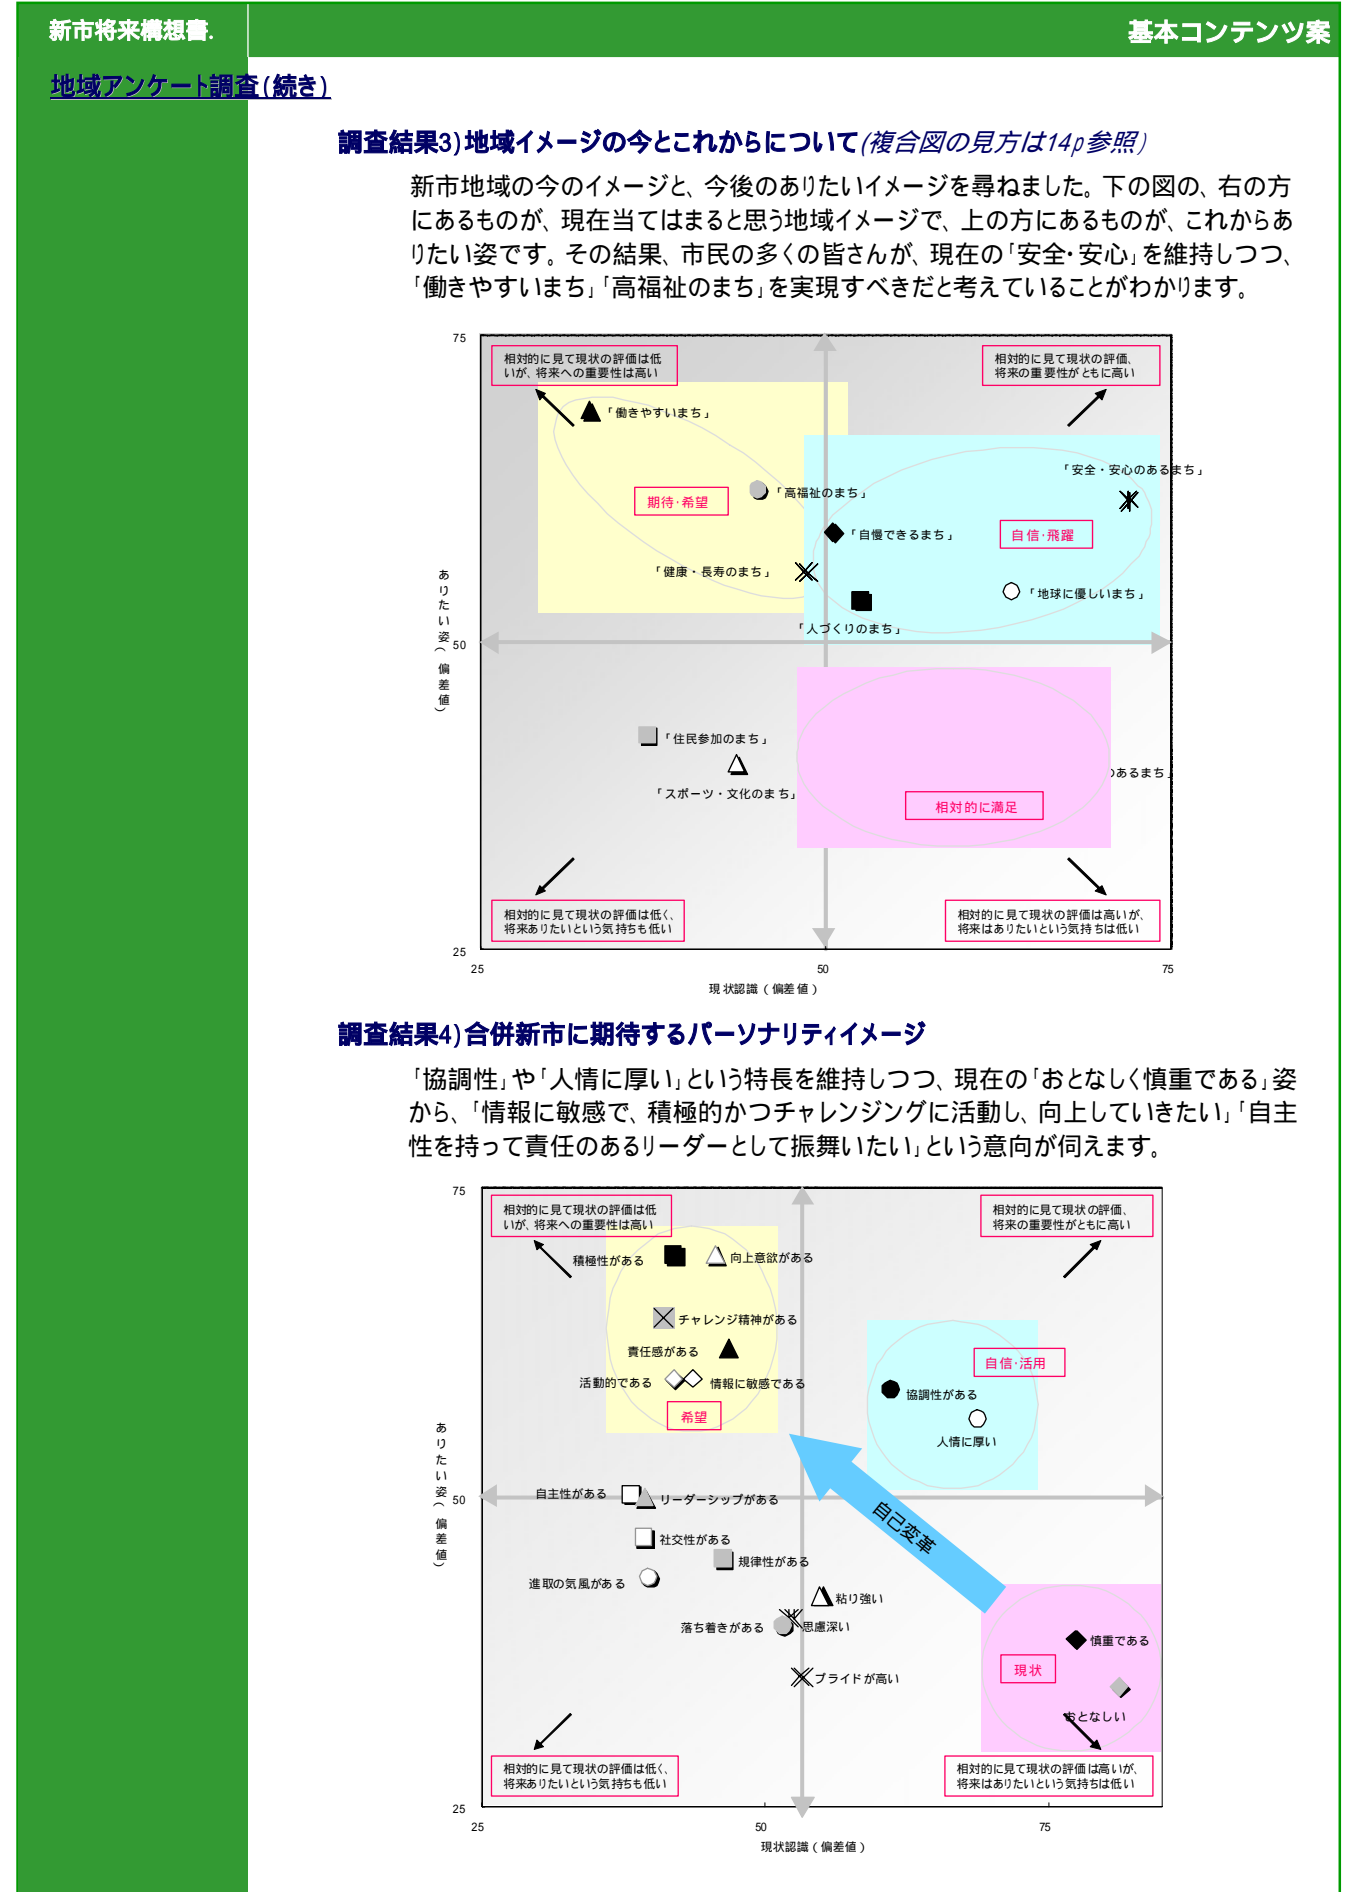 新市将来構想書.
基本コンテンツ案
地域アンケート調査(続き)
調査結果3)地域イメージの今とこれからについて(複合図の見方は14p参照)
新市地域の今のイメージと、今後のありたいイメージを尋ねました。下の図の、右の方
にあるものが、現在当てはまると思う地域イメージで、上の方にあるものが、これからあ
りたい姿です。その結果、市民の多くの皆さんが、現在の「安全・安心」を維持しつつ、
「働きやすいまち」「高福祉のまち」を実現すべきだと考えていることがわかります。
75
相対的に見て現状の評価は低
いが、将来への重要性は高い
相対的に見て現状の評価、
将来の重要性がともに高い
「働きやすいまち」
「安全・安心のあるまち」
「高福祉のまち」
期待・希望
「自慢できるまち」
自信・飛躍
「健康・長寿のまち」
「地球に優しいまち」
「人づくりのまち」
ありたい姿(偏差値)
50
「住民参加のまち」
のあるまち」
「スポーツ・文化のまち」
相対的に満足
相対的に見て現状の評価は低く、
将来ありたいという気持ちも低い
相対的に見て現状の評価は高いが、
将来はありたいという気持ちは低い
25
25
50
75
現状認識(偏差値)
調査結果4)合併新市に期待するパーソナリティイメージ
「協調性」や「人情に厚い」という特長を維持しつつ、現在の「おとなしく慎重である」姿
から、「情報に敏感で、積極的かつチャレンジングに活動し、向上していきたい」「自主
性を持って責任のあるリーダーとして振舞いたい」という意向が伺えます。
75
相対的に見て現状の評価は低
いが、将来への重要性は高い
相対的に見て現状の評価、
将来の重要性がともに高い
積極性がある
向上意欲がある
チャレンジ精神がある
責任感がある
自信・活用
活動的である
情報に敏感である
協調性がある
希望
人情に厚い
ありたい姿(偏差値)
50
自主性がある
リーダーシップがある
自己変革
社交性がある
規律性がある
進取の気風がある
粘り強い
落ち着きがある
思慮深い
慎重である
現状
プライドが高い
おとなしい
相対的に見て現状の評価は低く、
将来ありたいという気持ちも低い
相対的に見て現状の評価は高いが、
将来はありたいという気持ちは低い
25
25
50
75
現状認識(偏差値)